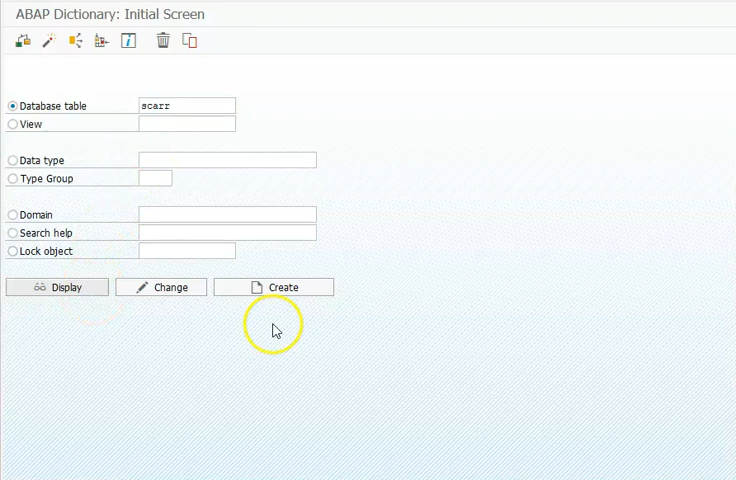 ABAP Dictionary: Initial Screen
Database table scarr
View
Data type
Type Group
Domain
Search help
Lock object
Display Change Create